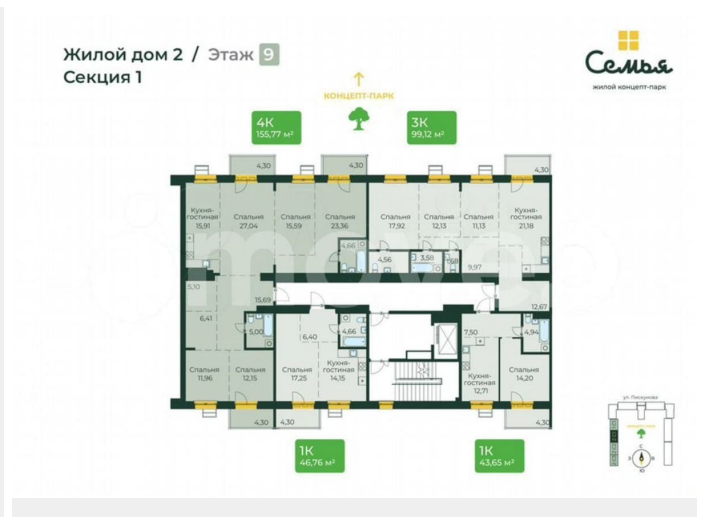 Жилой дом 2 / Этаж 9
Секция 1
Семья
жилой концепт-парк
КОНЦЕПТ-ПАРК
4К
155,77 м²
3К
99,12 м²
4,30
4,30
4,30
Кухня-
гостиная
15,91
Спальня
27,04
Спальня
15,59
Спальня
23,36
Спальня
17,92
Спальня
12,13
Спальня
11,13
Кухня-
гостиная
21,18
4,66
4,56
3,58
1,68
9,97
5,10
15,69
6,41
5,00
12,67
6,40
4,66
7,50
4,94
Спальня
11,96
Спальня
12,15
Спальня
17,25
Кухня-
гостиная
14,15
Кухня-
гостиная
12,71
Спальня
14,20
4,30
4,30
4,30
1К
46,76 м²
1К
43,65 м²
ул. Пискунова
КОНЦЕПТ-ПАРК
С
Ю